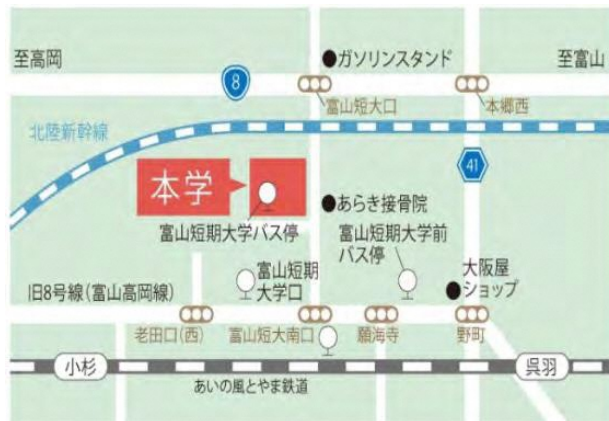 至高岡
ガソリンスタンド
至富山
8
富山短大口
本郷西
北陸新幹線
本学
41
あらき接骨院
富山短期大学バス停
富山短期大学前
バス停
富山短期
大学口
大阪屋
ショップ
旧8号線(富山高岡線)
老田口(西)
富山短大南口
願海寺
野町
小杉
呉羽
あいの風とやま鉄道